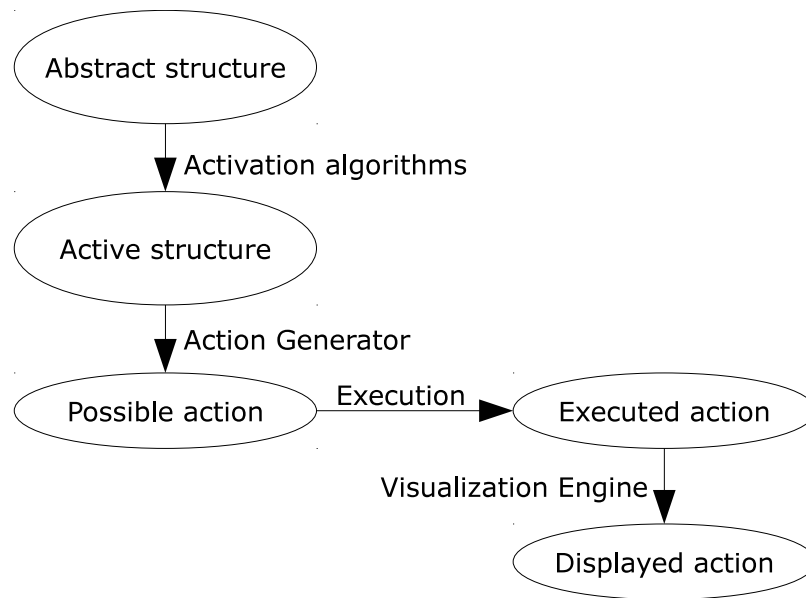 Abstract structure
Activation algorithms
Active structure
Action Generator
Possible action
Execution
Executed action
Visualization Engine
Displayed action